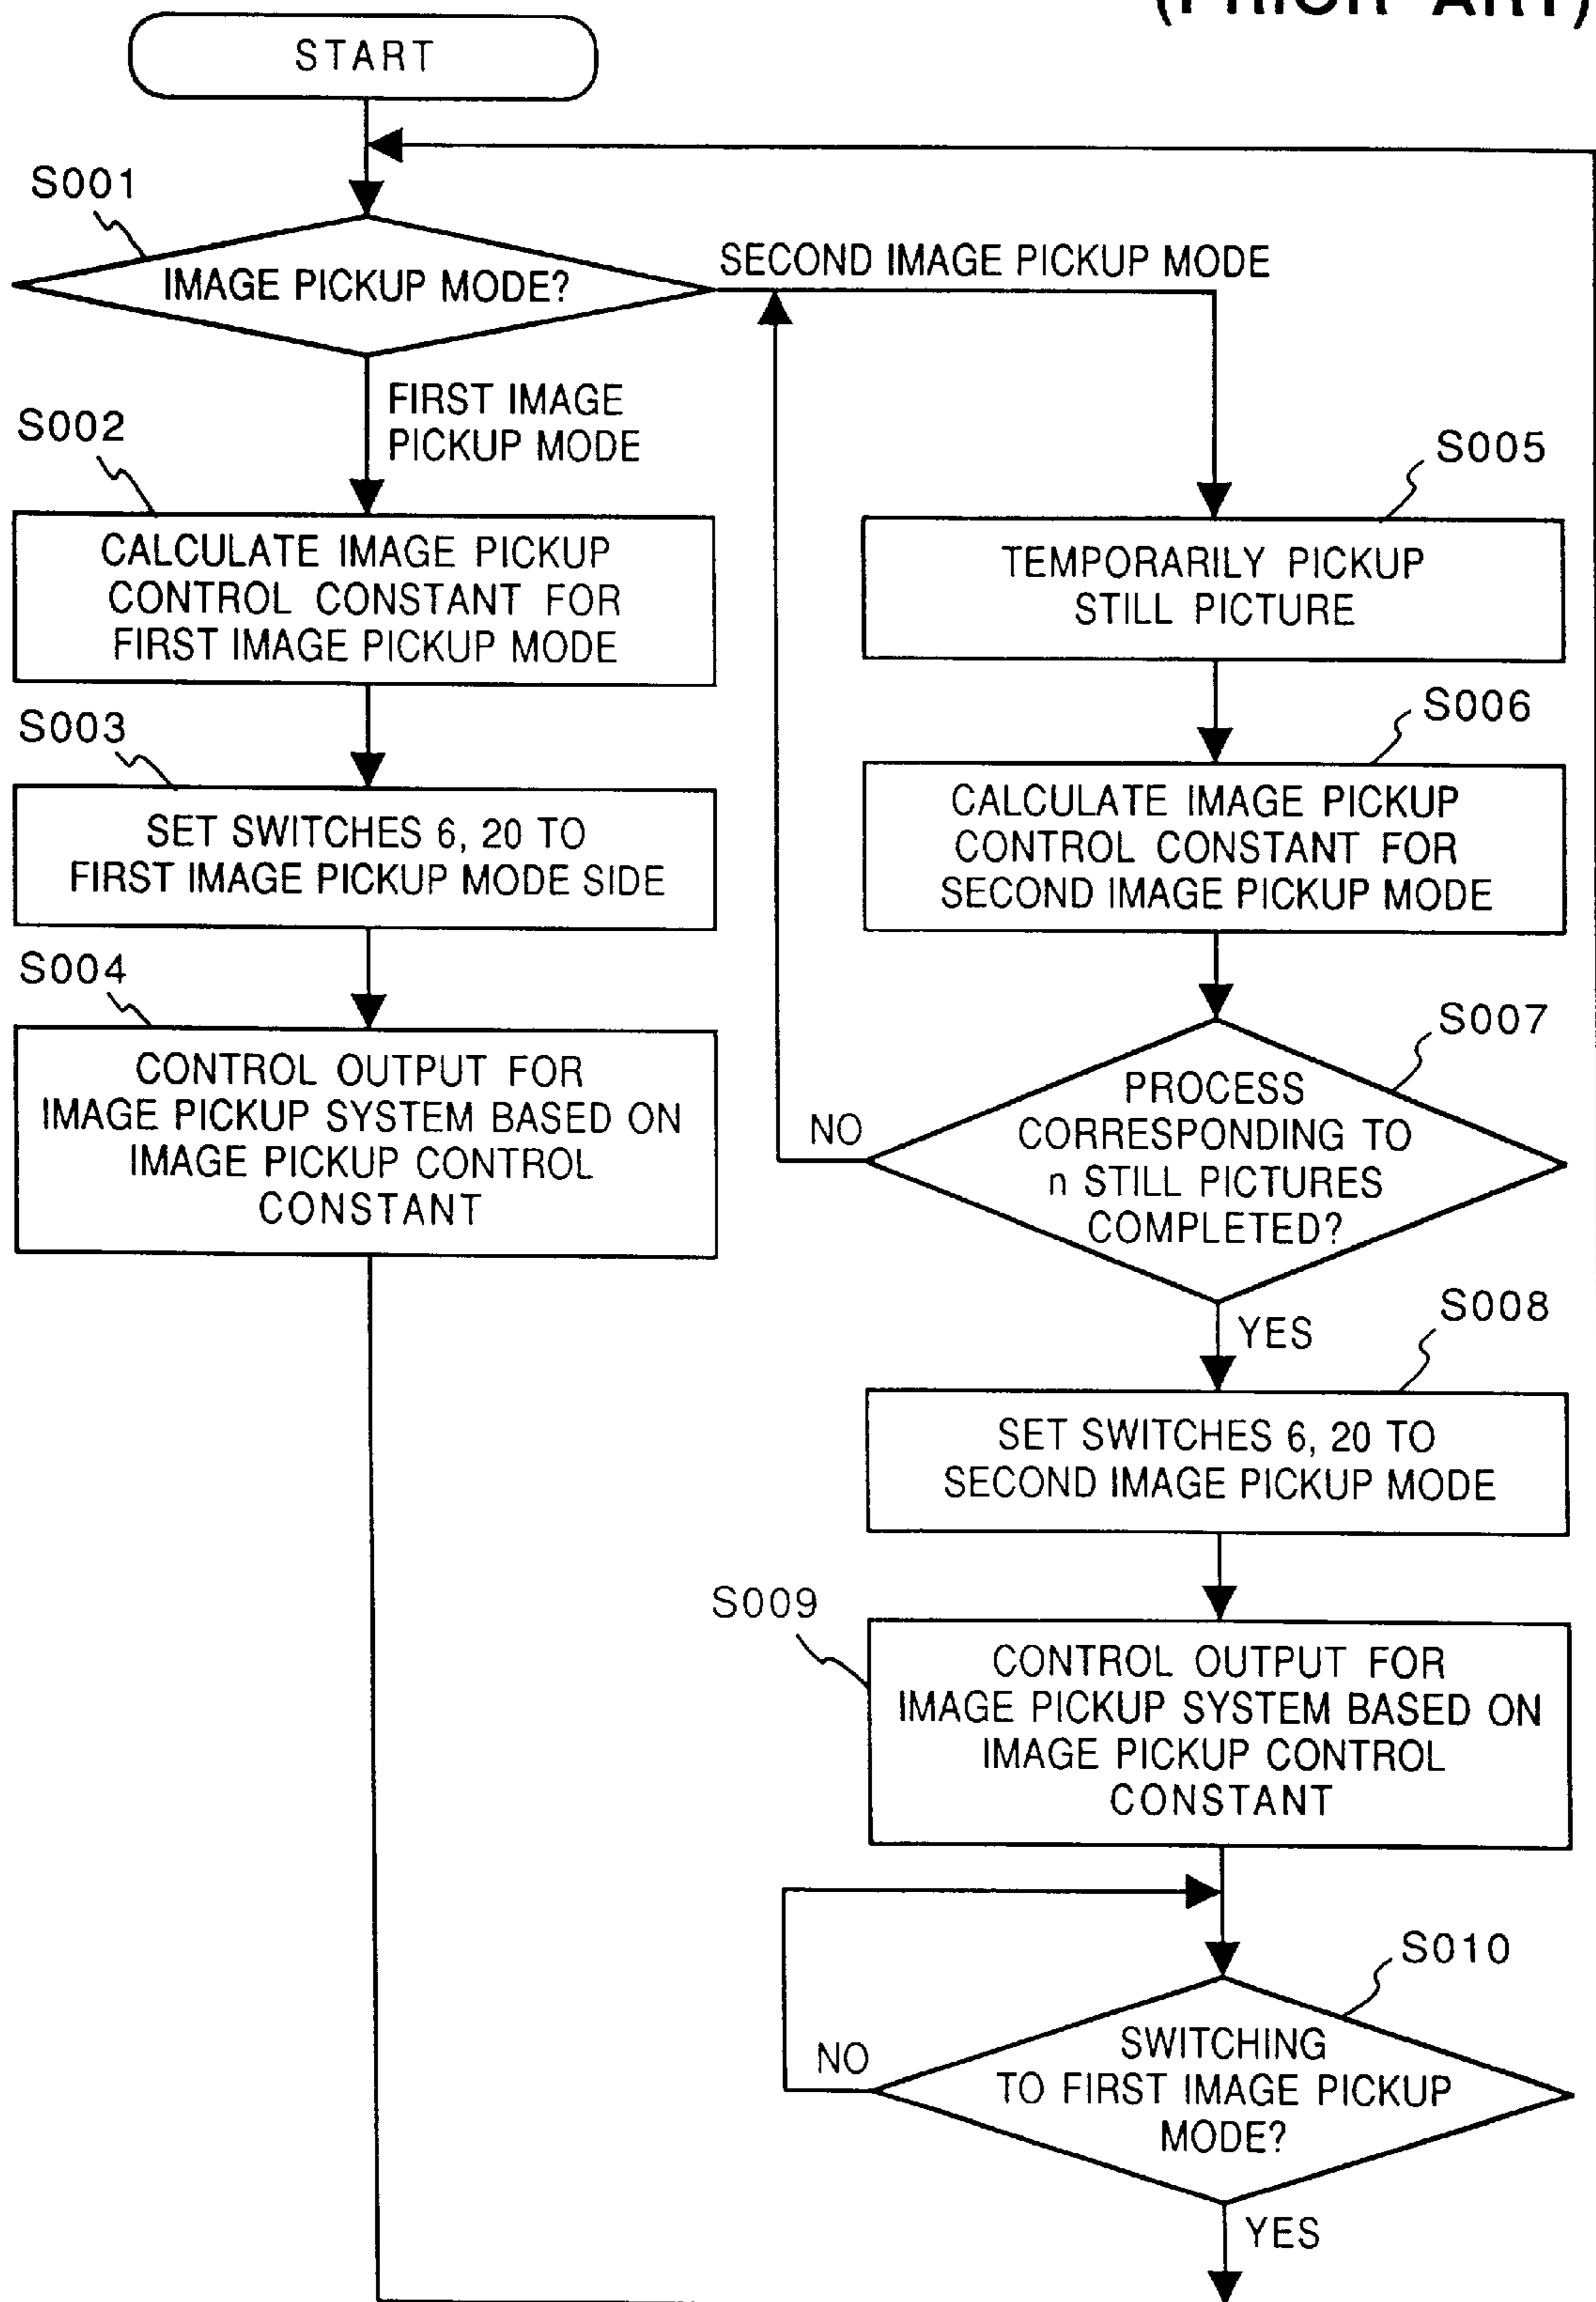 (PRIOR ART)
START
S001
IMAGE PICKUP MODE?
SECOND IMAGE PICKUP MODE
FIRST IMAGE
PICKUP MODE
S002
CALCULATE IMAGE PICKUP
CONTROL CONSTANT FOR
FIRST IMAGE PICKUP MODE
S003
SET SWITCHES 6, 20 TO
FIRST IMAGE PICKUP MODE SIDE
S004
CONTROL OUTPUT FOR
IMAGE PICKUP SYSTEM BASED ON
IMAGE PICKUP CONTROL
CONSTANT
S005
TEMPORARILY PICKUP
STILL PICTURE
S006
CALCULATE IMAGE PICKUP
CONTROL CONSTANT FOR
SECOND IMAGE PICKUP MODE
S007
PROCESS
CORRESPONDING TO
n STILL PICTURES
COMPLETED?
NO
YES
S008
SET SWITCHES 6, 20 TO
SECOND IMAGE PICKUP MODE
S009
CONTROL OUTPUT FOR
IMAGE PICKUP SYSTEM BASED ON
IMAGE PICKUP CONTROL
CONSTANT
S010
SWITCHING
TO FIRST IMAGE PICKUP
MODE?
NO
YES